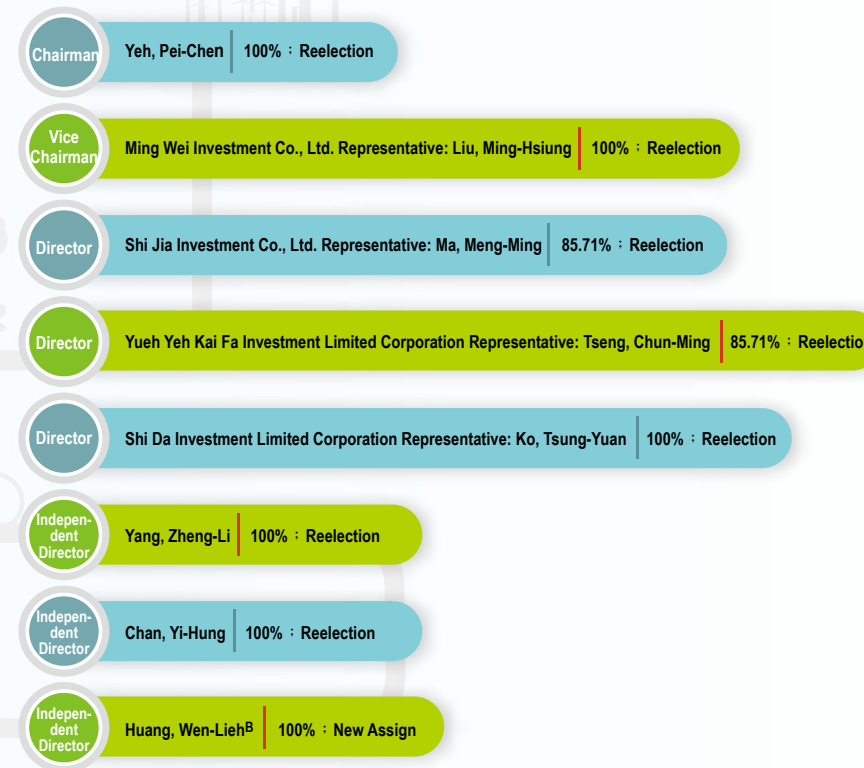 Chairman
Yeh, Pei-Chen 100%；Reelection
Vice
Chairman
Ming Wei Investment Co., Ltd. Representative: Liu, Ming-Hsiung 100%；Reelection
Director
Shi Jia Investment Co., Ltd. Representative: Ma, Meng-Ming 85.71%；Reelection
Director
Yueh Yeh Kai Fa Investment Limited Corporation Representative: Tseng, Chun-Ming 85.71%；Reelectio
Director
Shi Da Investment Limited Corporation Representative: Ko, Tsung-Yuan 100%；Reelection
Indepen-
dent
Director
Yang, Zheng-Li 100%；Reelection
Indepen-
dent
Director
Chan, Yi-Hung 100%；Reelection
Indepen-
dent
Director
Huang, Wen-Lieh B 100%；New Assign